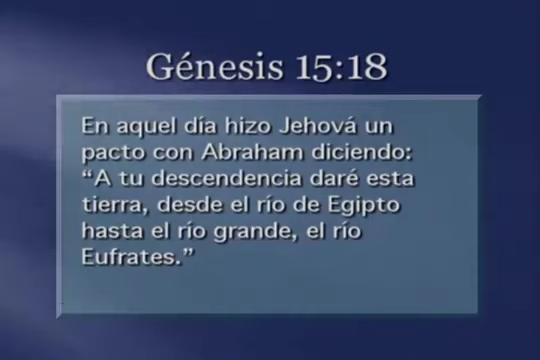 Génesis 15:18
En aquel día hizo Jehová un
pacto con Abraham diciendo:
“A tu descendencia daré esta
tierra, desde el río de Egipto
hasta el río grande, el río
Eufrates.”